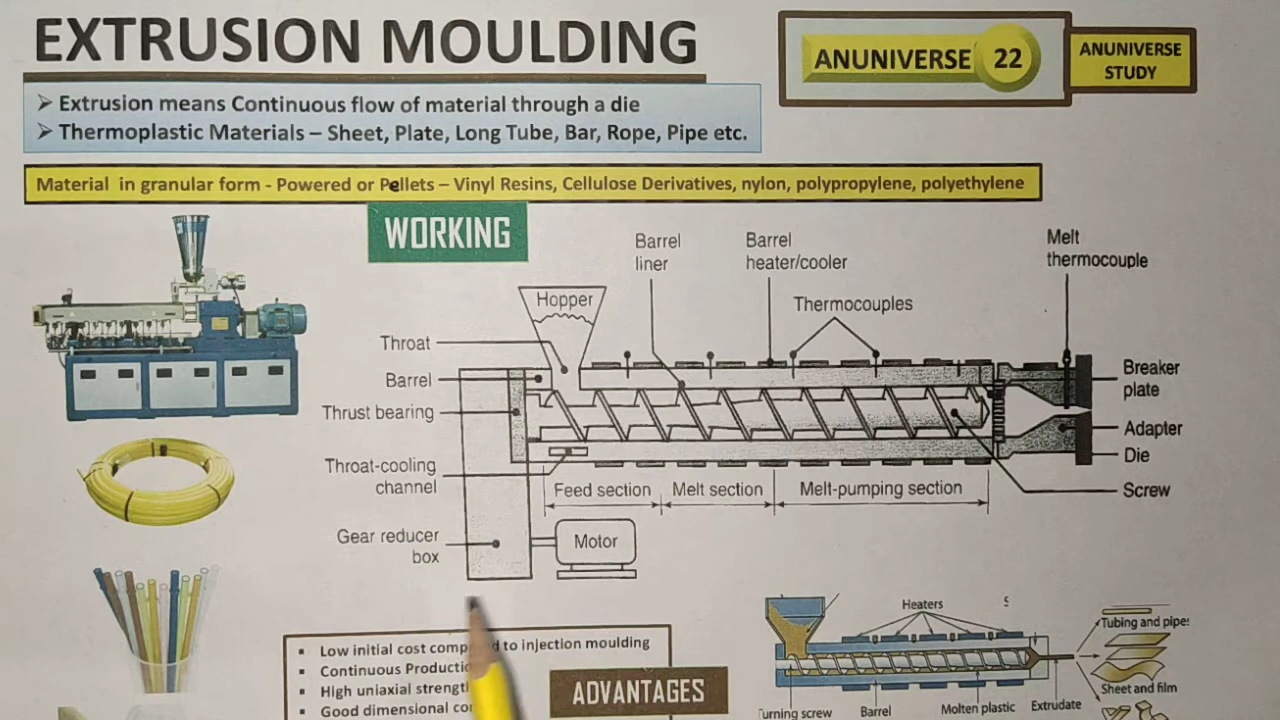 EXTRUSION MOULDING
ANUNIVERSE 22
ANUNIVERSE
STUDY
➢ Extrusion means Continuous flow of material through a die
➢ Thermoplastic Materials – Sheet, Plate, Long Tube, Bar, Rope, Pipe etc.
Material in granular form - Powered or Pellets – Vinyl Resins, Cellulose Derivatives, nylon, polypropylene, polyethylene
WORKING
Barrel
liner
Barrel
heater/cooler
Melt
thermocouple
Hopper
Thermocouples
Throat
Barrel
Thrust bearing
Throat-cooling
channel
Gear reducer
box
Breaker
plate
Adapter
Die
Screw
Feed section
Melt section
Melt-pumping section
Motor
▪ Low initial cost to injection moulding
▪ Continuous
▪ High uniaxial
▪ Good dimensional
ADVANTAGES
Heaters
Tubing and pipes
Sheet and film
Turning screw
Barrel
Molten plastic
Extrudate